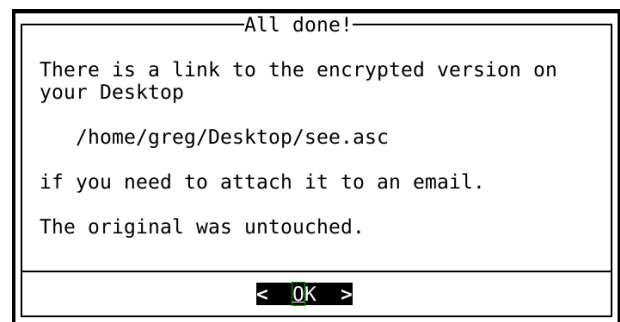 All done!
There is a link to the encrypted version on
your Desktop
/home/greg/Desktop/see.asc
if you need to attach it to an email.
The original was untouched.
< OK >